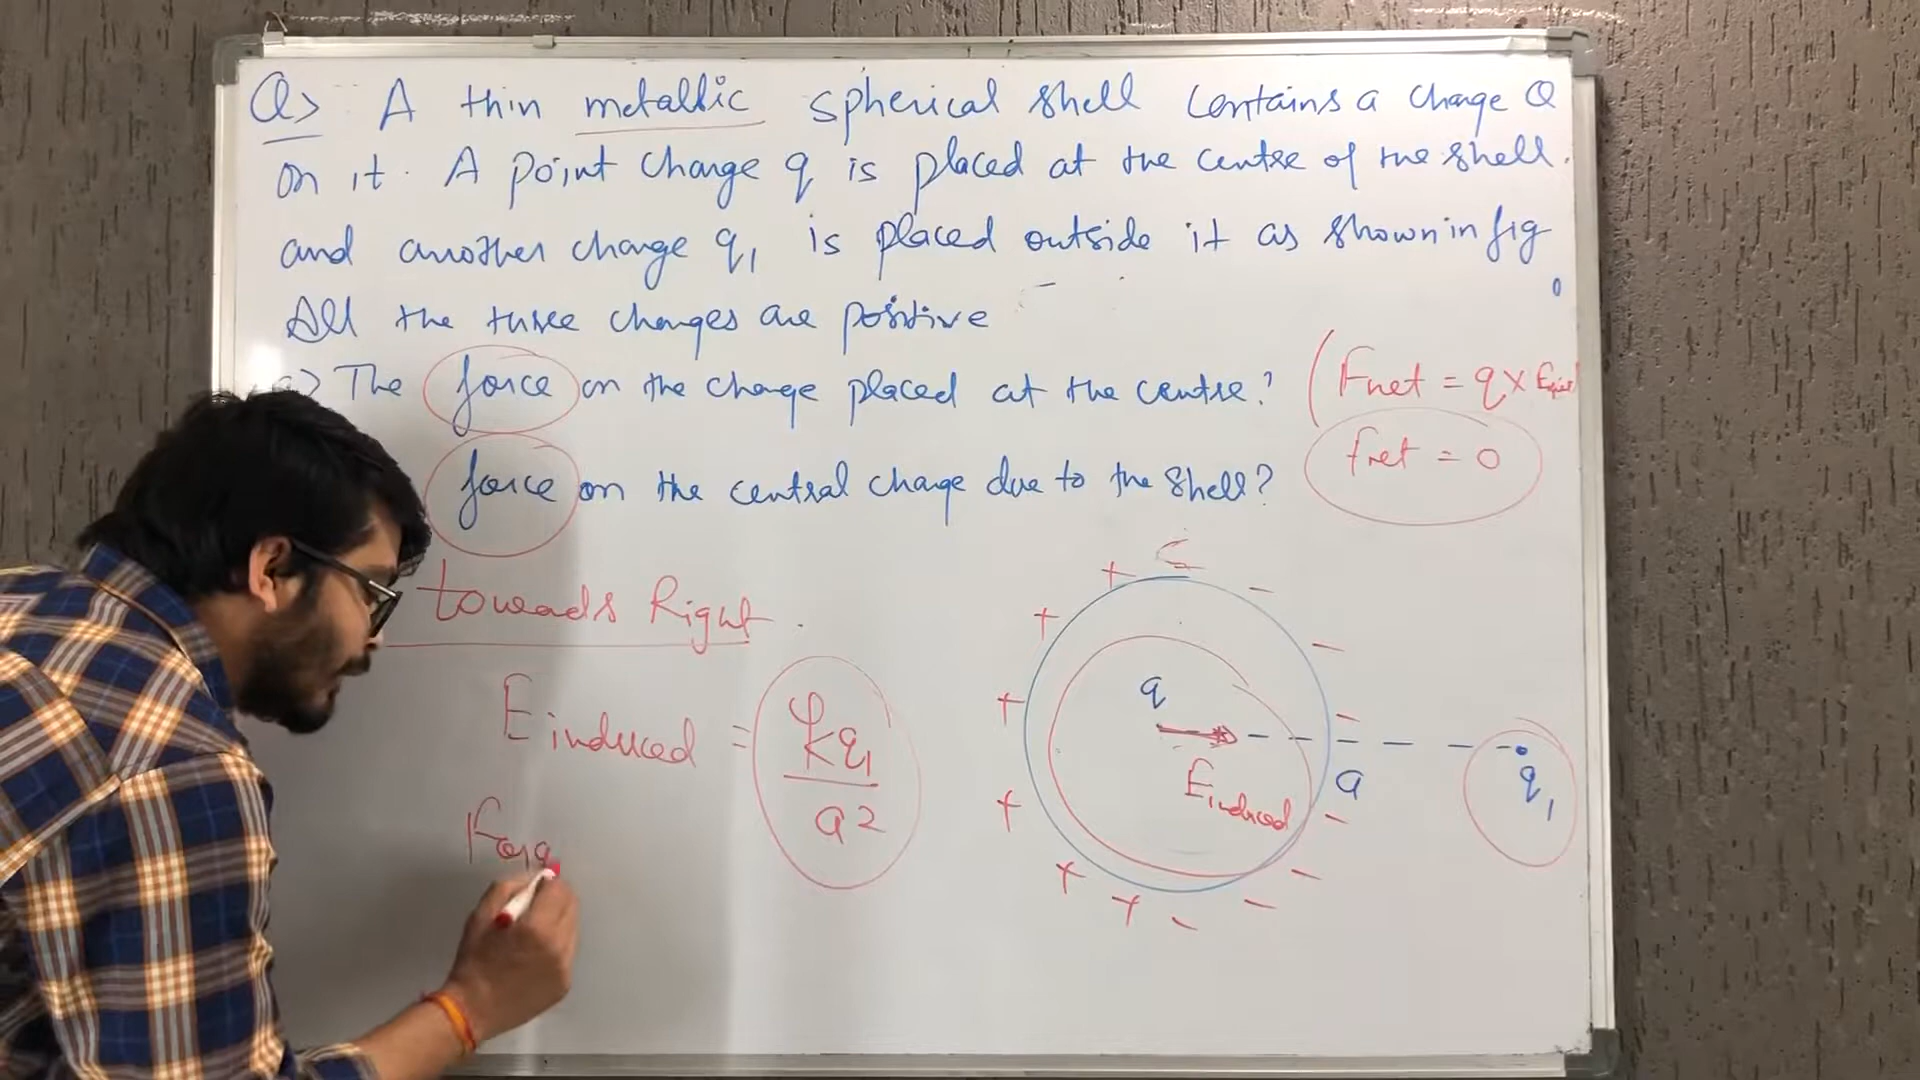 Q> A thin metallic spherical shell contains a charge Q
on it. A point charge q is placed at the centre of the shell.
and another charge q1 is placed outside it as shown in fig
All the three charges are positive
a) The force on the charge placed at the centre? (Fnet = q x
fnet = 0
force on the central charge due to the shell?
towards Right.
E induced = kq1 / a2
+ + + + + + +
- - - - - - - -
q
E induced
a
q1